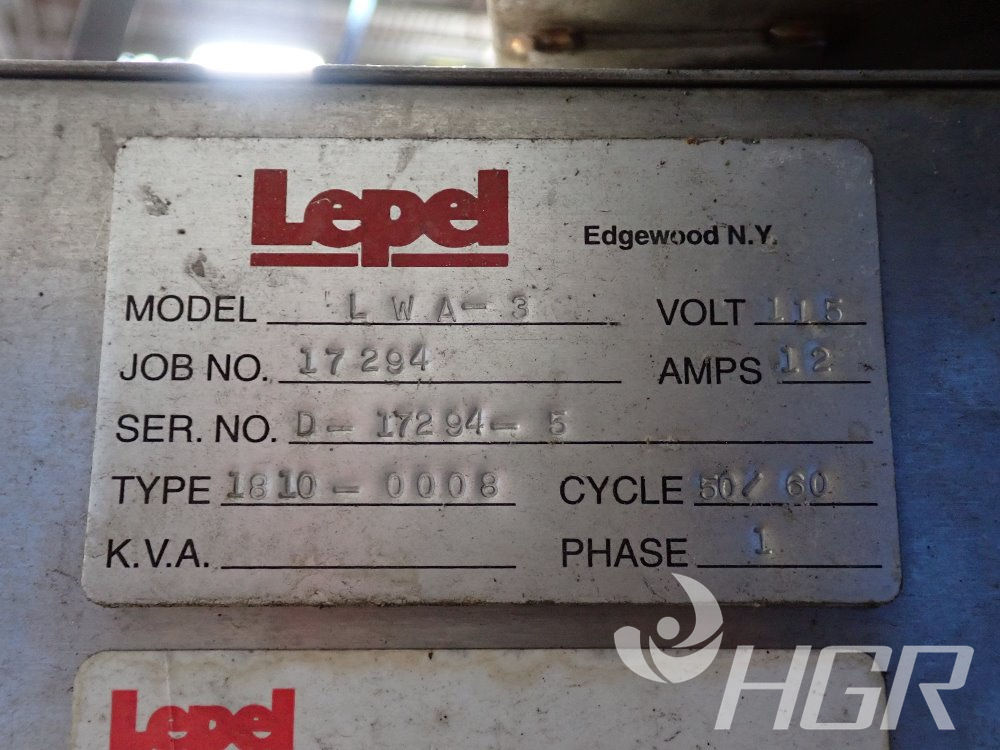 Lepel
Edgewood N.Y.
MODEL LWA-3 VOLT 115
JOB NO. 17294 AMPS 12
SER. NO. D-17294-5
TYPE 1810-0008 CYCLE 50/60
K.V.A. PHASE 1
HGR
Lepel